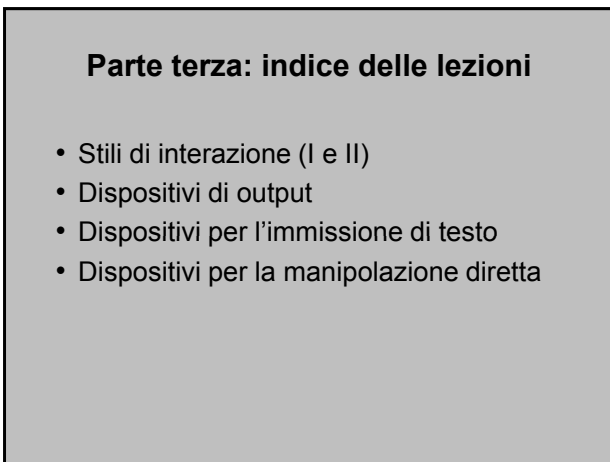 Parte terza: indice delle lezioni
• Stili di interazione (I e II)
• Dispositivi di output
• Dispositivi per l'immissione di testo
• Dispositivi per la manipolazione diretta